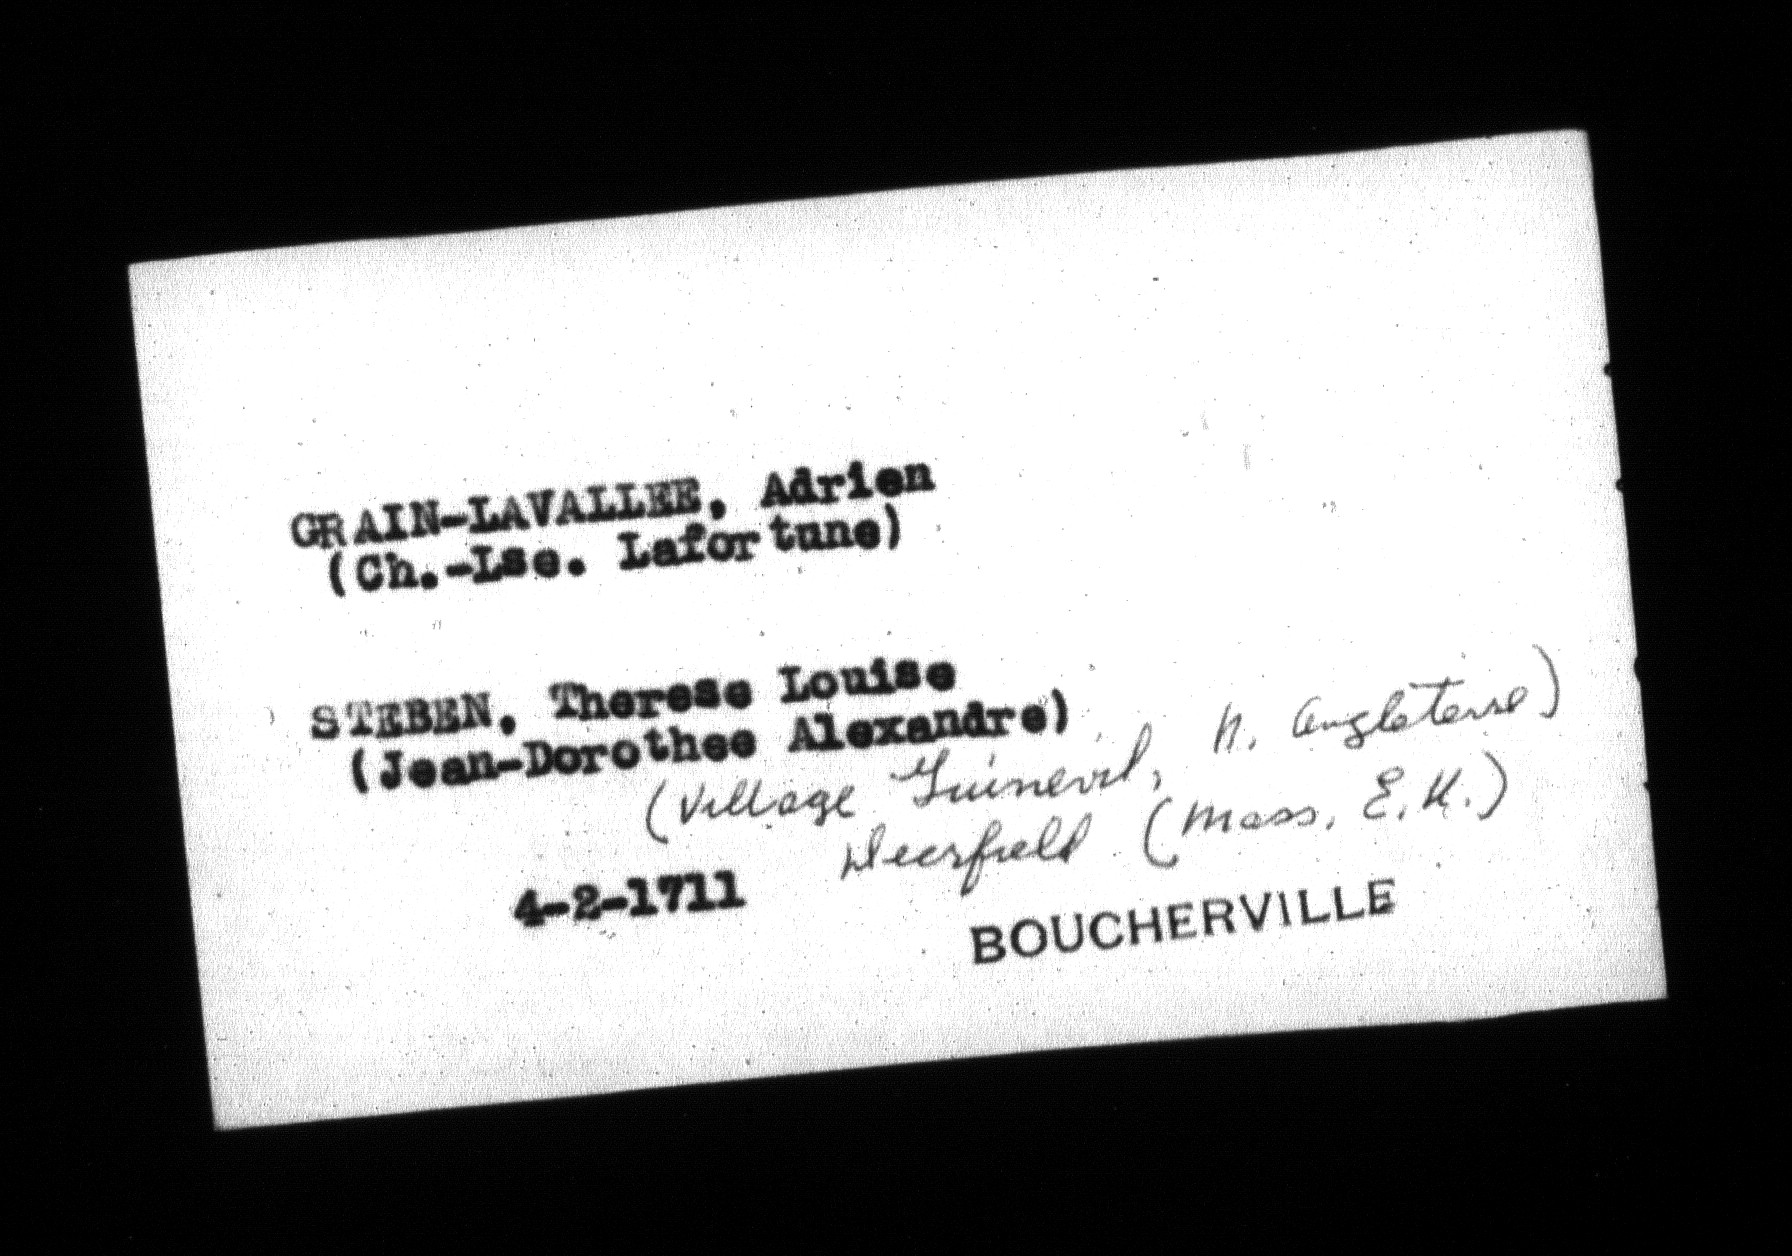 GRAIN-LAVALLEE, Adrien
(Ch.-Lse. Lafortune)
STEBEN, Therese Louise
(Jean-Dorothee Alexandre)
(Village Guinerel, N. Angleterre)
Deerfield (Mass, E.U.)
4-2-1711
BOUCHERVILLE